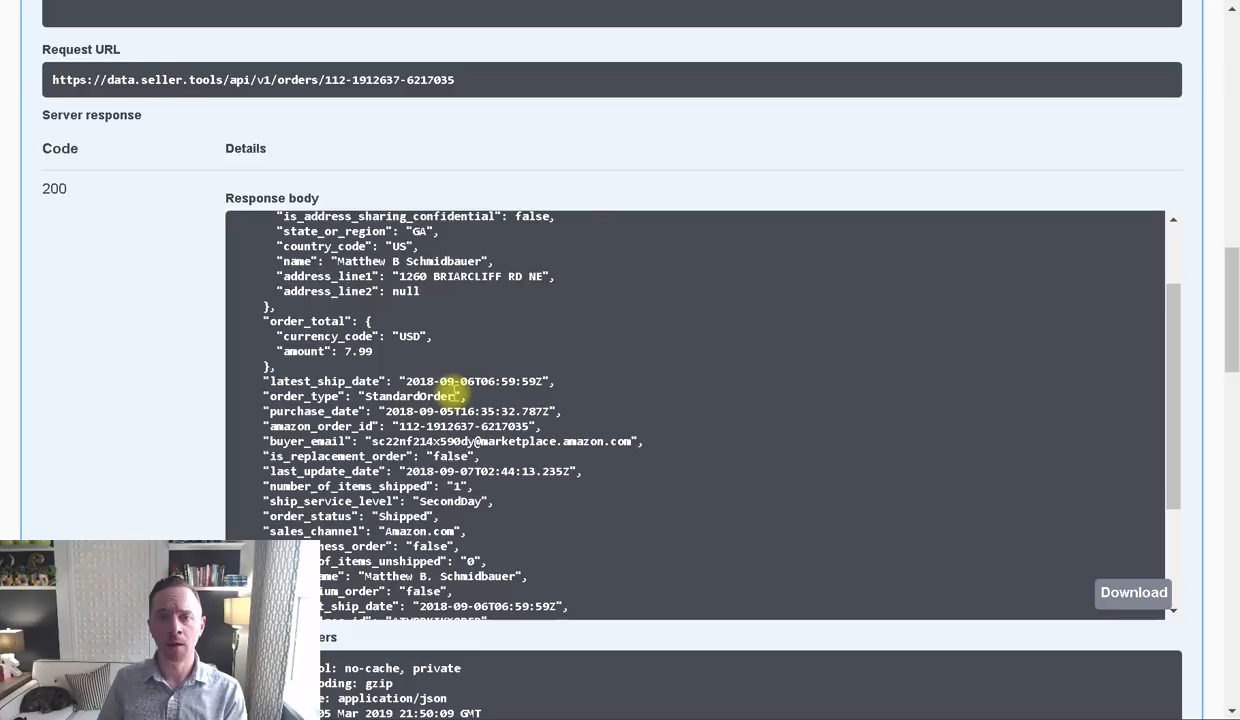 Request URL
https://data.seller.tools/api/v1/orders/112-1912637-6217035
Server response
Code
Details
200
Response body
"is_address_sharing_confidential": false,
"state_or_region": "GA",
"country_code": "US",
"name": "Matthew B Schmidbauer",
"address_line1": "1260 BRIARCLIFF RD NE",
"address_line2": null
},
"order_total": {
"currency_code": "USD",
"amount": 7.99
},
"latest_ship_date": "2018-09-06T06:59:59Z",
"order_type": "StandardOrder",
"purchase_date": "2018-09-05T16:35:32.787Z",
"amazon_order_id": "112-1912637-6217035",
"buyer_email": "sc22nf214x590dy@marketplace.amazon.com",
"is_replacement_order": "false",
"last_update_date": "2018-09-07T02:44:13.235Z",
"number_of_items_shipped": "1",
"ship_service_level": "SecondDay",
"order_status": "Shipped",
"sales_channel": "Amazon.com",
ness_order": "false",
of_items_unshipped": "0",
ame": "Matthew B. Schmidbauer",
ium_order": "false",
t_ship_date": "2018-09-06T06:59:59Z",
Download
ers
ol: no-cache, private
oding: gzip
e: application/json
05 Mar 2019 21:50:09 GMT